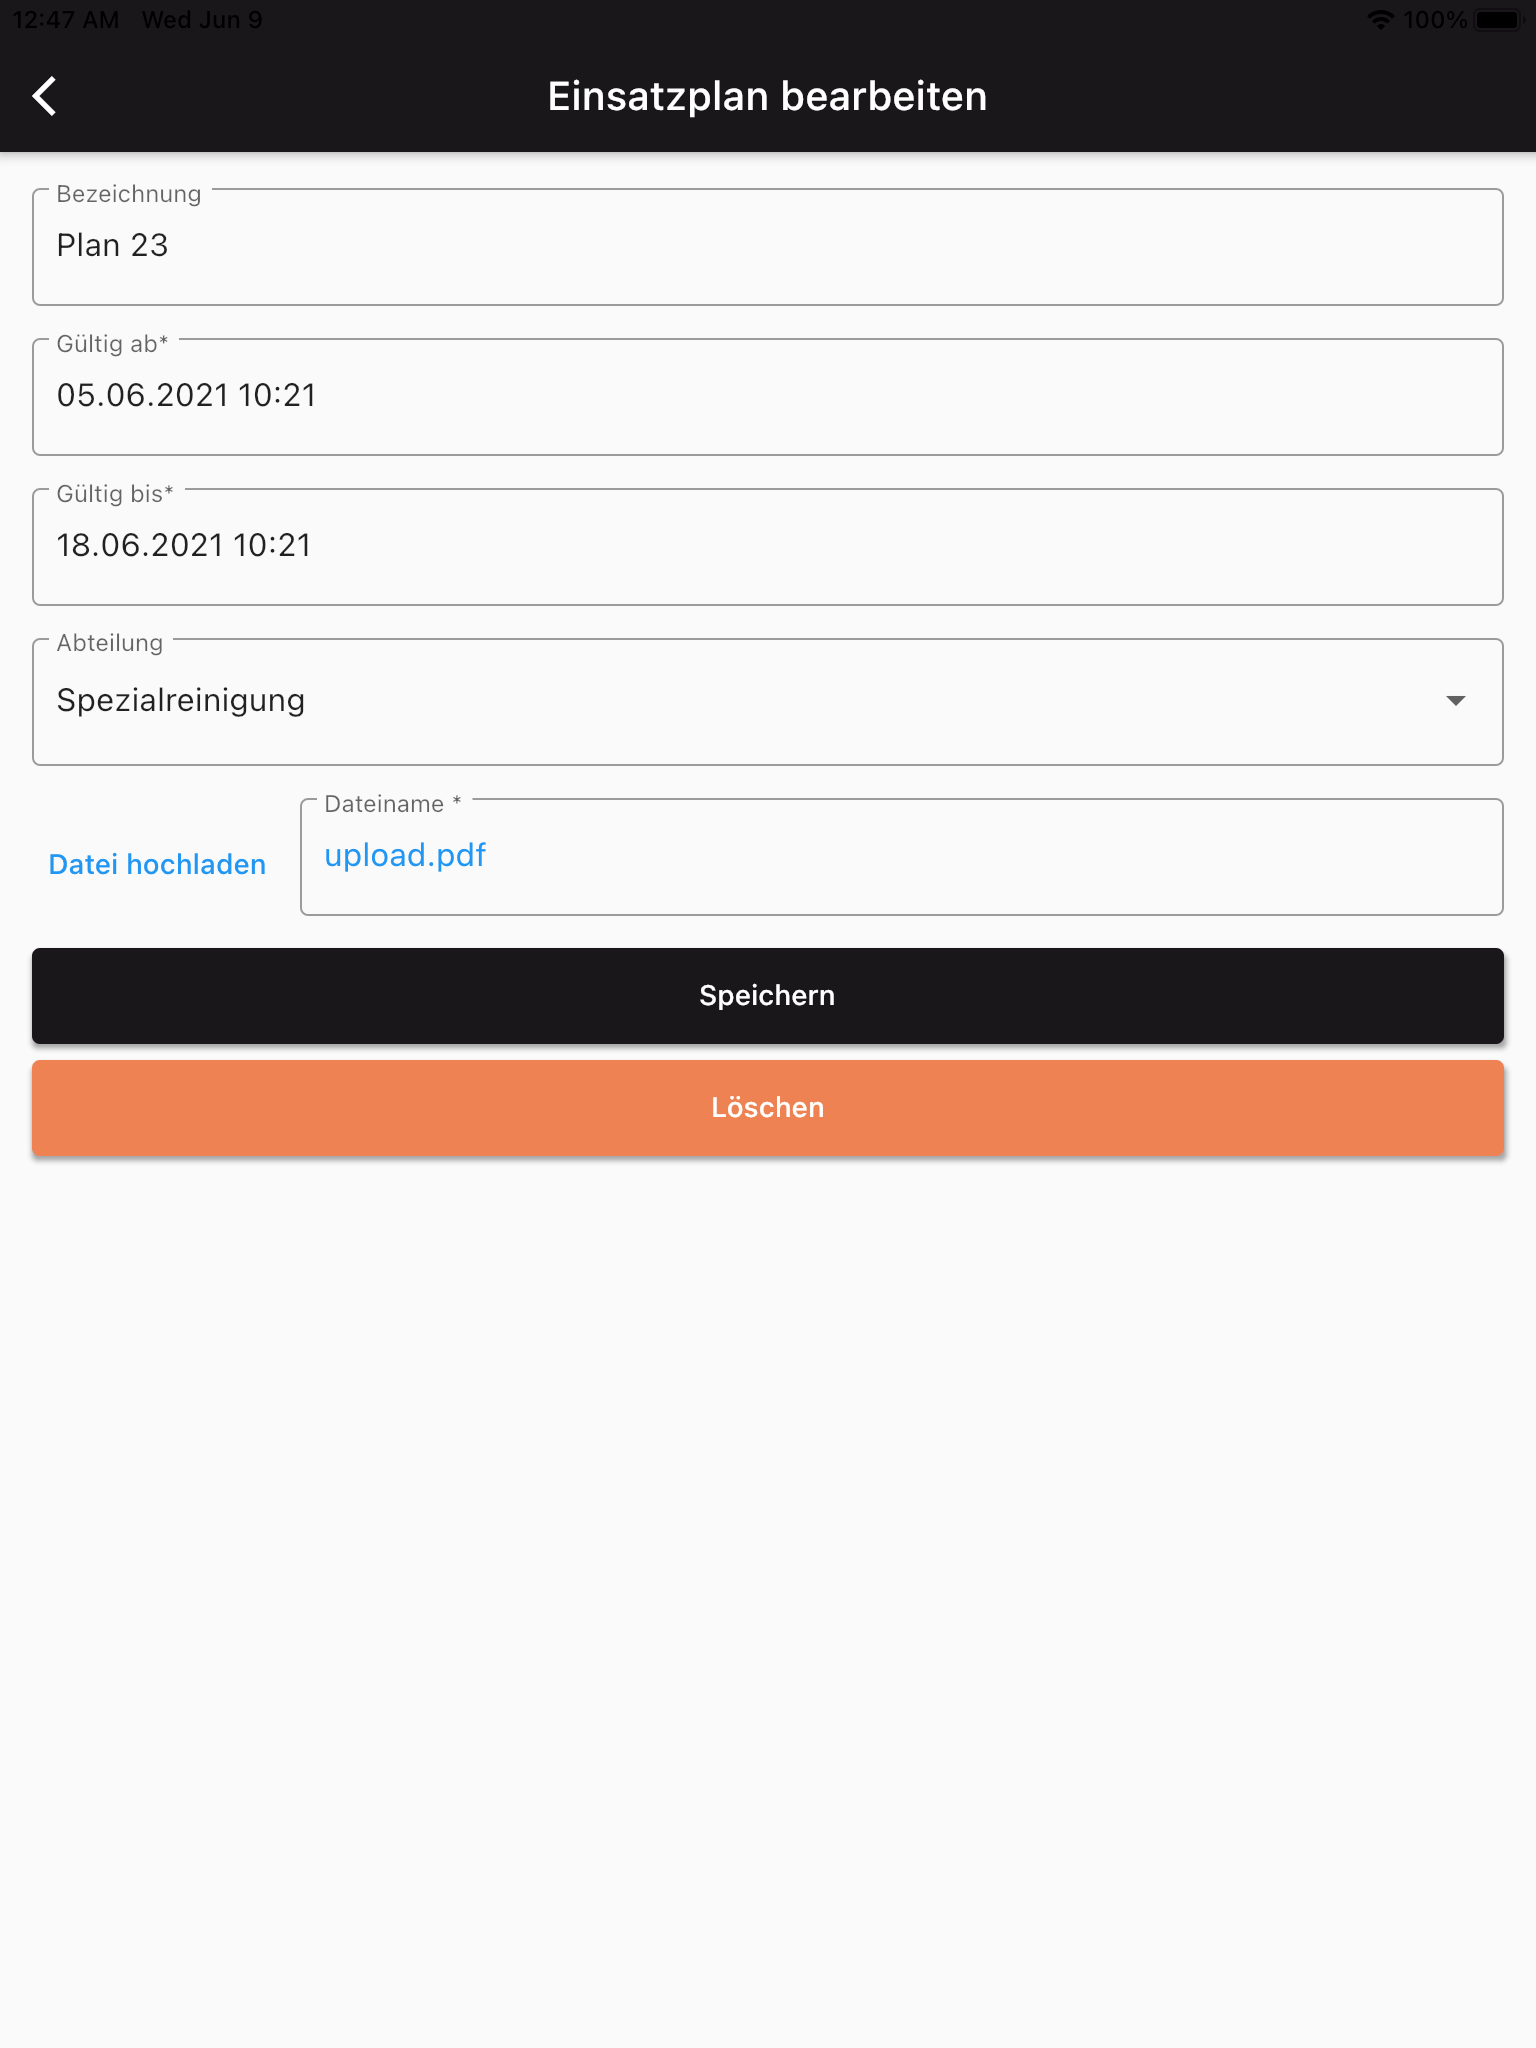 12:47 AM Wed Jun 9
100%
Einsatzplan bearbeiten
Bezeichnung
Plan 23
Gültig ab*
05.06.2021 10:21
Gültig bis*
18.06.2021 10:21
Abteilung
Spezialreinigung
Dateiname *
Datei hochladen
upload.pdf
Speichern
Löschen